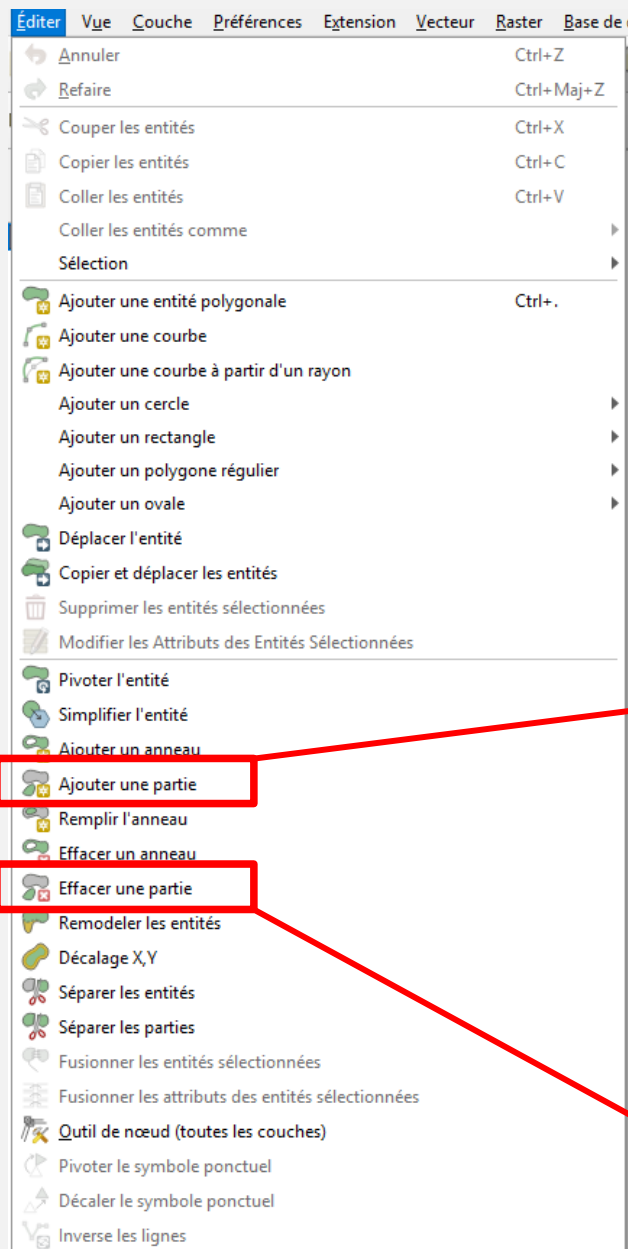 Éditer Vue Couche Préférences Extension Vecteur Raster Base de
Annuler Ctrl+Z
Refaire Ctrl+Maj+Z
Couper les entités Ctrl+X
Copier les entités Ctrl+C
Coller les entités Ctrl+V
Coller les entités comme
Sélection
Ajouter une entité polygonale Ctrl+.
Ajouter une courbe
Ajouter une courbe à partir d'un rayon
Ajouter un cercle
Ajouter un rectangle
Ajouter un polygone régulier
Ajouter un ovale
Déplacer l'entité
Copier et déplacer les entités
Supprimer les entités sélectionnées
Modifier les Attributs des Entités Sélectionnées
Pivoter l'entité
Simplifier l'entité
Ajouter un anneau
Ajouter une partie
Remplir l'anneau
Effacer un anneau
Effacer une partie
Remodeler les entités
Décalage X,Y
Séparer les entités
Séparer les parties
Fusionner les entités sélectionnées
Fusionner les attributs des entités sélectionnées
Outil de nœud (toutes les couches)
Pivoter le symbole ponctuel
Décaler le symbole ponctuel
Inverse les lignes